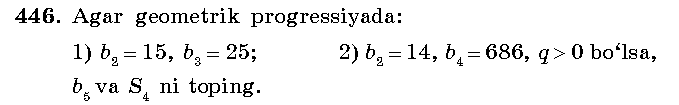 446. Agar geometrik progressiyada:
1) b₂ = 15, b₃ = 25; 2) b₂ = 14, b₄ = 686, q > 0 bo‘lsa,
b₅ va S₄ ni toping.